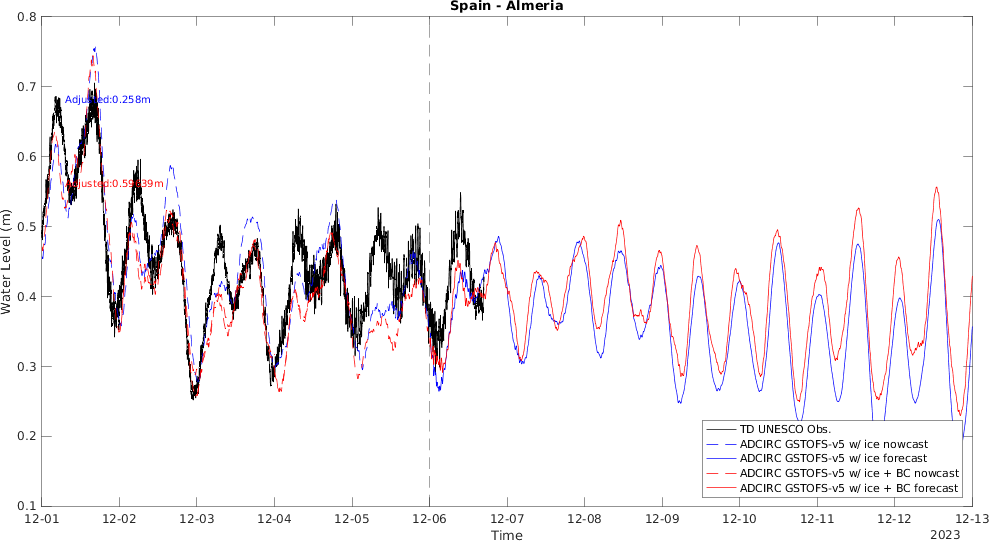 Spain - Almeria
0.8
0.7
0.6
0.5
0.4
0.3
0.2
0.1
Water Level (m)
Adjusted:0.258m
Adjusted:0.59839m
TD UNESCO Obs.
ADCIRC GSTOFS-v5 w/ ice nowcast
ADCIRC GSTOFS-v5 w/ ice forecast
ADCIRC GSTOFS-v5 w/ ice + BC nowcast
ADCIRC GSTOFS-v5 w/ ice + BC forecast
12-01 12-02 12-03 12-04 12-05 12-06 12-07 12-08 12-09 12-10 12-11 12-12 12-13
Time
2023